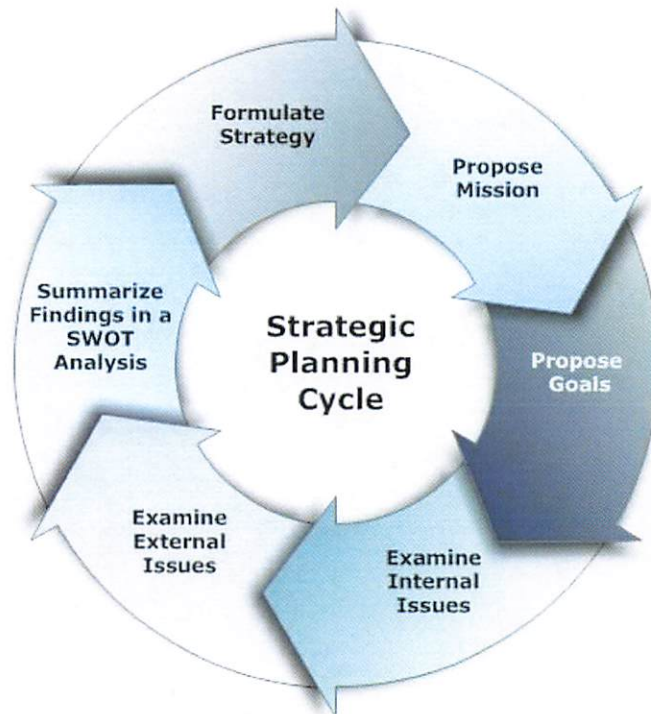 Formulate
Strategy
Propose
Mission
Propose
Goals
Examine
Internal
Issues
Examine
External
Issues
Summarize
Findings in a
SWOT
Analysis
Strategic
Planning
Cycle